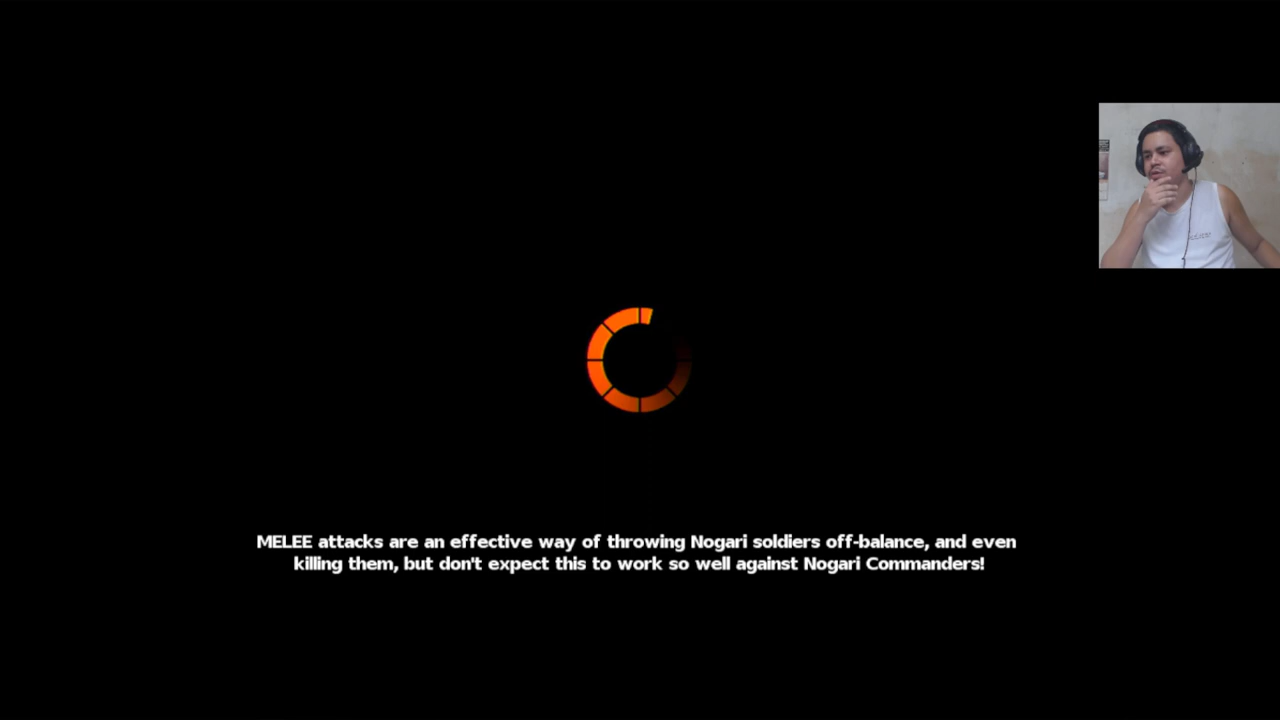 MELEE attacks are an effective way of throwing Nogari soldiers off-balance, and even
killing them, but don't expect this to work so well against Nogari Commanders!